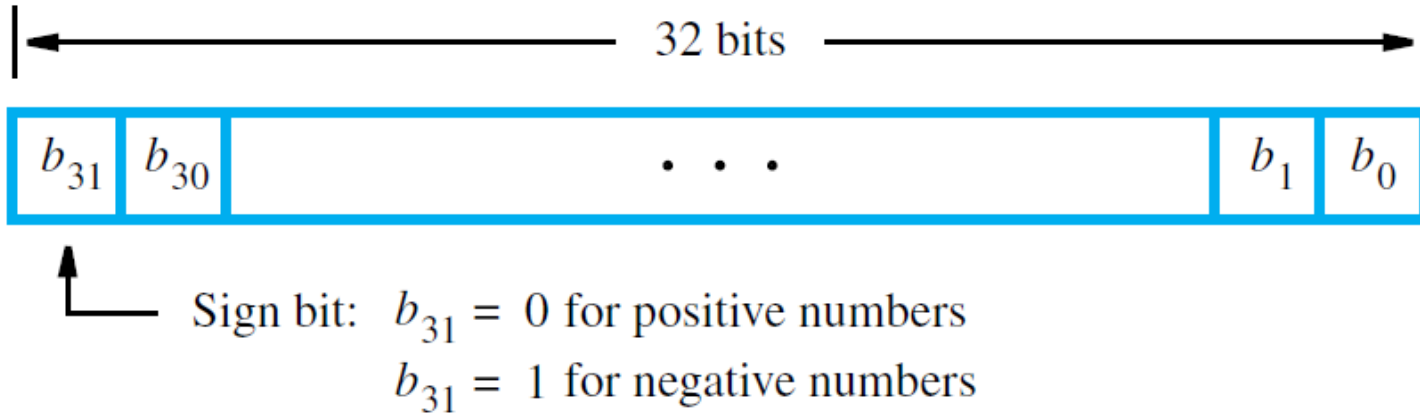 32 bits
b31 b30 . . . b1 b0
Sign bit: b31 = 0 for positive numbers
b31 = 1 for negative numbers